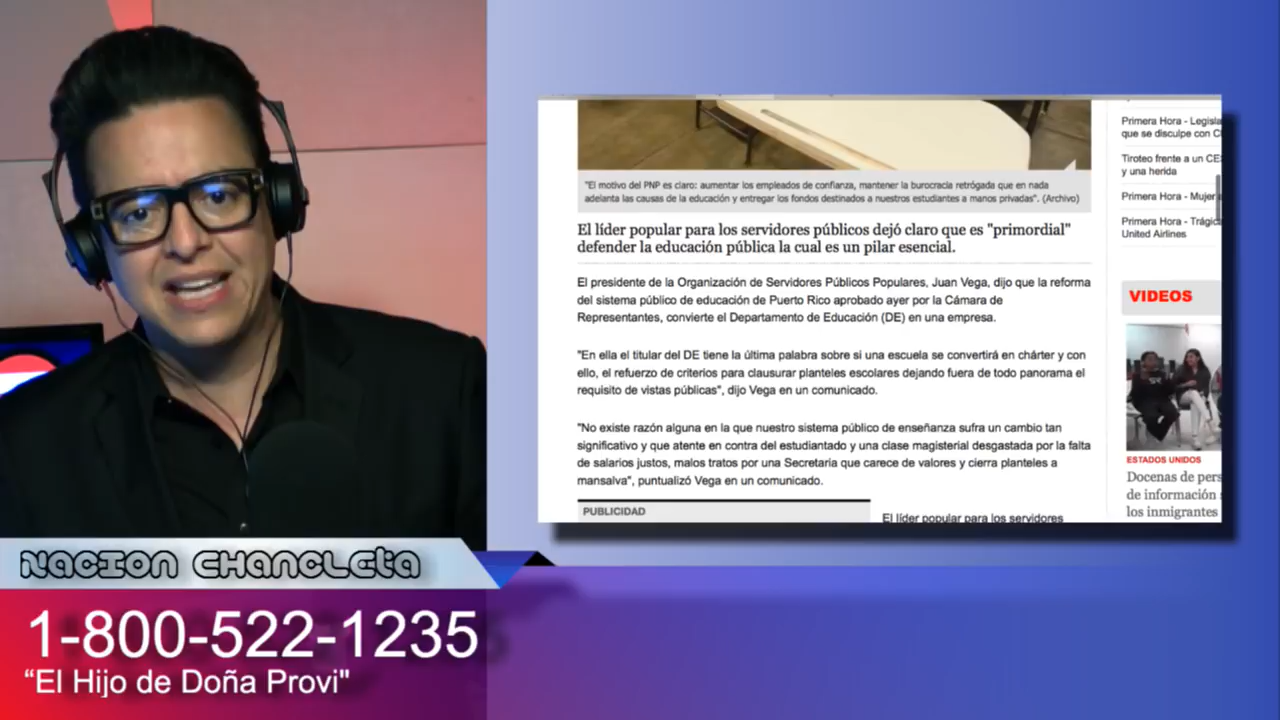 "El motivo del PNP es claro: aumentar los empleados de confianza, mantener la burocracia retrógada que en nada
adelanta las causas de la educación y entregar los fondos destinados a nuestros estudiantes a manos privadas". (Archivo)
El líder popular para los servidores públicos dejó claro que es "primordial"
defender la educación pública la cual es un pilar esencial.
El presidente de la Organización de Servidores Públicos Populares, Juan Vega, dijo que la reforma
del sistema público de educación de Puerto Rico aprobado ayer por la Cámara de
Representantes, convierte el Departamento de Educación (DE) en una empresa.
"En ella el titular del DE tiene la última palabra sobre si una escuela se convertirá en chárter y con
ello, el refuerzo de criterios para clausurar planteles escolares dejando fuera de todo panorama el
requisito de vistas públicas", dijo Vega en un comunicado.
"No existe razón alguna en la que nuestro sistema público de enseñanza sufra un cambio tan
significativo y que atente en contra del estudiantado y una clase magisterial desgastada por la falta
de salarios justos, malos tratos por una Secretaria que carece de valores y cierra planteles a
mansalva", puntualizó Vega en un comunicado.
PUBLICIDAD
El líder popular para los servidores
Primera Hora - Legisla
que se disculpe con
Tiroteo frente a un
y una herida
Primera Hora - Mujer
Primera Hora - Trágic
United Airlines
VIDEOS
ESTADOS UNIDOS
Docenas de pers
de información
los inmigrantes
NACION CHANCLETA
1-800-522-1235
“El Hijo de Doña Provi"